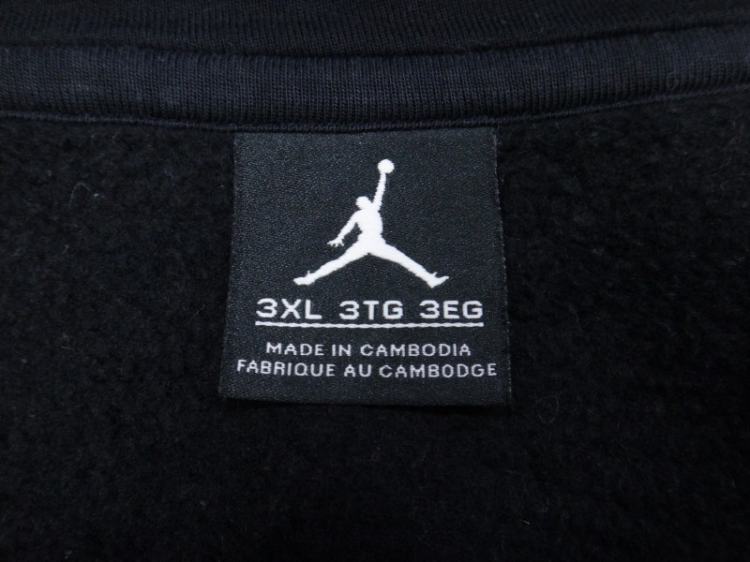 3XL 3TG 3EG
MADE IN CAMBODIA
FABRIQUE AU CAMBODGE